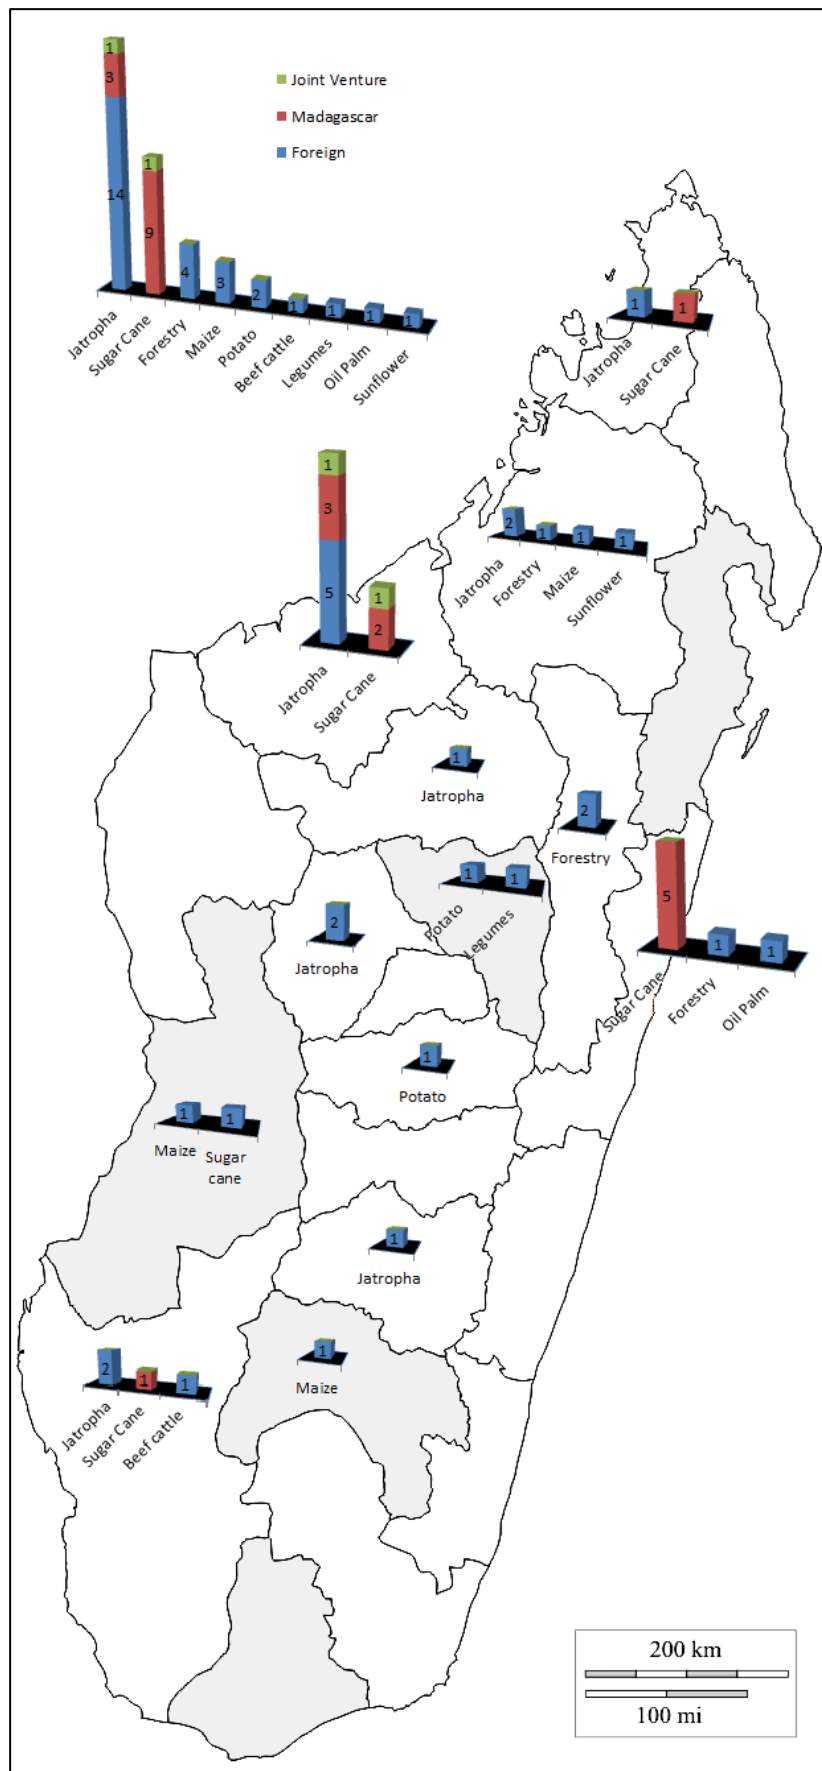 1
3
14
1
9
4
3
2
1
1
1
1
Jatropha
Sugar Cane
Forestry
Maize
Potato
Beef cattle
Legumes
Oil Palm
Sunflower
Joint Venture
Madagascar
Foreign
1
1
Jatropha
Sugar Cane
2
1
1
1
Jatropha
Forestry
Maize
Sunflower
1
3
5
1
2
Jatropha
Sugar Cane
1
Jatropha
2
Forestry
1
1
Potato
Legumes
5
1
1
Sugar Cane
Forestry
Oil Palm
2
Jatropha
1
Potato
1
1
Maize
Sugar
cane
1
Jatropha
1
Maize
2
1
1
Jatropha
Sugar Cane
Beef cattle
200 km
100 mi